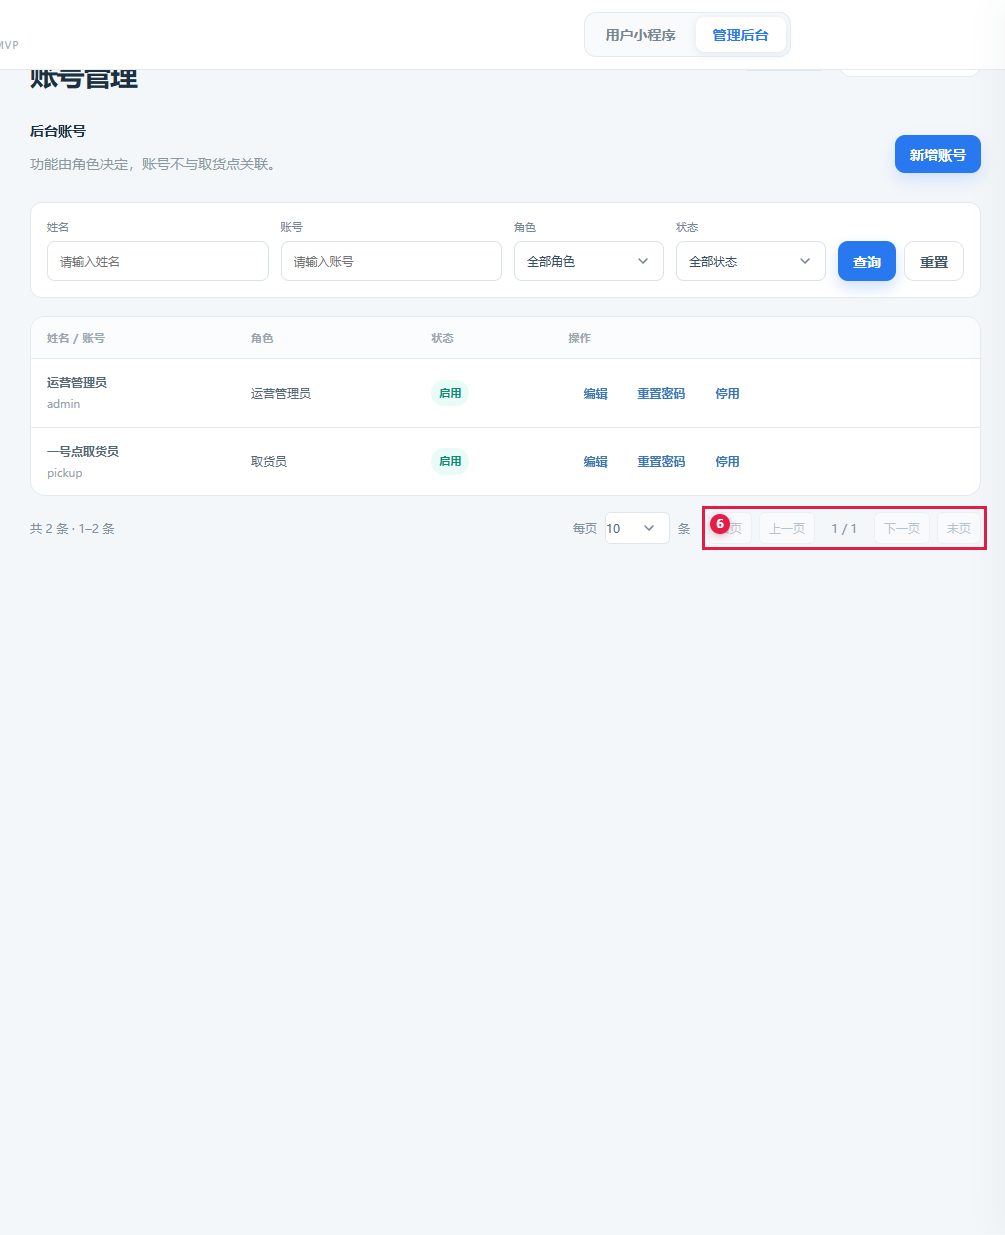 MVP
用户小程序 管理后台
账号管理
后台账号
功能由角色决定，账号不与取货点关联。
新增账号
姓名 账号 角色 状态
请输入姓名 请输入账号 全部角色 全部状态 查询 重置
姓名 / 账号 角色 状态 操作
运营管理员
admin
运营管理员 启用 编辑 重置密码 停用
一号点取货员
pickup
取货员 启用 编辑 重置密码 停用
共 2 条 · 1–2 条 每页 10 条 6 页 上一页 1 / 1 下一页 末页